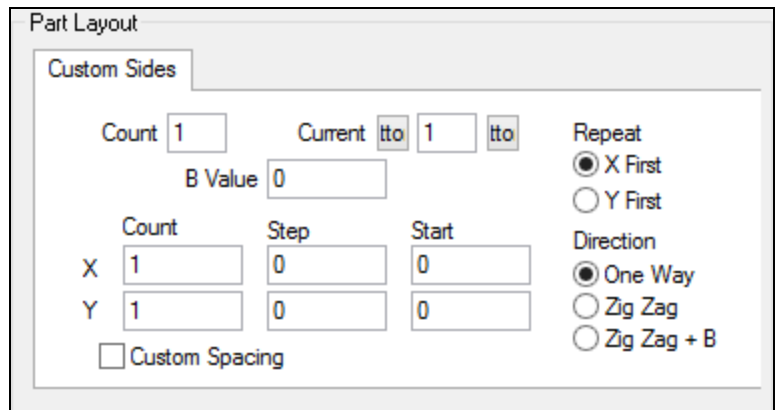 Part Layout
Custom Sides
Count 1 Current tto 1 tto
B Value 0
Count Step Start
X 1 0 0
Y 1 0 0
Custom Spacing
Repeat
X First
Y First
Direction
One Way
Zig Zag
Zig Zag + B